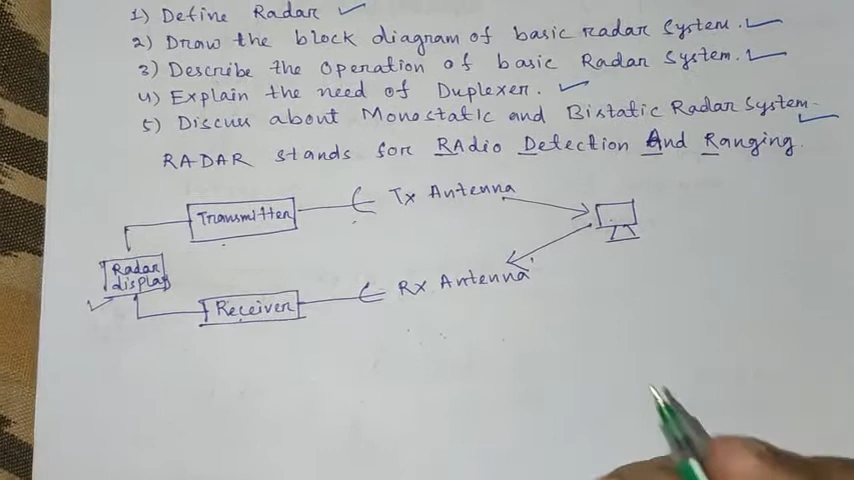 1) Define Radar
2) Draw the block diagram of basic radar System.
3) Describe the Operation of basic Radar System.
4) Explain the need of Duplexer.
5) Discuss about Monostatic and Bistatic Radar System.
RADAR stands for RAdio Detection And Ranging.
Transmitter
Tx Antenna
Radar
display
Receiver
Rx Antenna